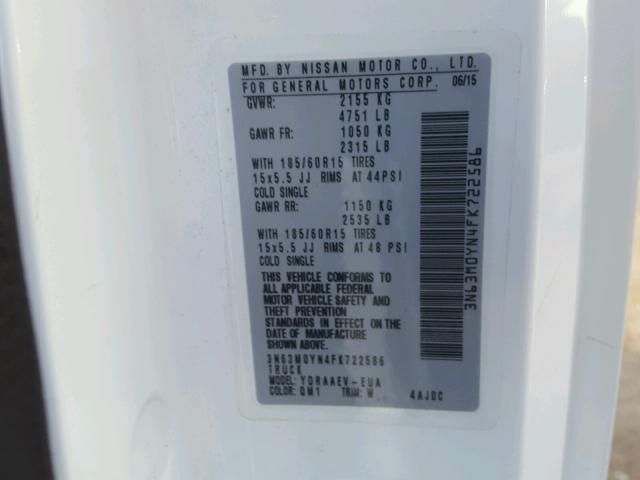 MFD. BY NISSAN MOTOR CO., LTD.
FOR GENERAL MOTORS CORP. 06/15
GVWR: 2155 KG
4751 LB
GAWR FR: 1050 KG
2315 LB
WITH 185/60R15 TIRES
15x5.5 JJ RIMS AT 44PSI
COLD SINGLE
GAWR RR: 1150 KG
2535 LB
WITH 185/60R15 TIRES
15x5.5 JJ RIMS AT 48 PSI
COLD SINGLE
THIS VEHICLE CONFORMS TO
ALL APPLICABLE FEDERAL
MOTOR VEHICLE SAFETY AND
THEFT PREVENTION
STANDARDS IN EFFECT ON THE
DATE OF MANUFACTURE
SHOWN ABOVE.
3N63M0YN4FK722586
TRUCK
MODEL: YDRAAEV-EUA
COLOR: QM1 TRIM: W 4AJ0C
3N63M0YN4FK722586